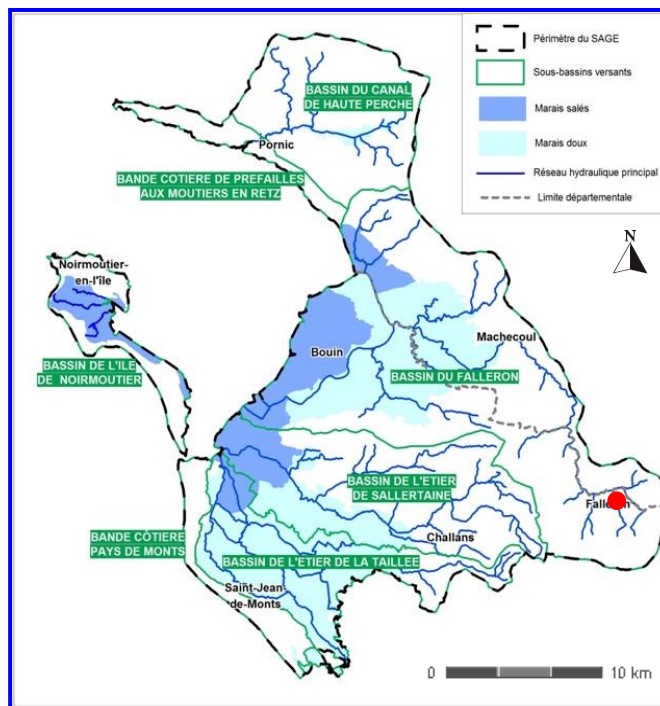 Périmètre du SAGE
Sous-bassins versants
Marais salés
Marais doux
Réseau hydraulique principal
Limite départementale
N
BASSIN DU CANAL
DE HAUTE PERCHE
Pornic
BANDE COTIERE DE PREFAILLES
AUX MOUTIERS EN RETZ
Noirmoutier-
en-l'île
BASSIN DE L'ILE
DE NOIRMOUTIER
Bouin
Machecoul
BASSIN DU FALLERON
BASSIN DE L'ETIER
DE SALLERTAINE
Challans
BANDE CÔTIERE
PAYS DE MONTS
BASSIN DE L'ETIER DE LA TAILLEE
Saint-Jean-
de-Monts
0 10 km